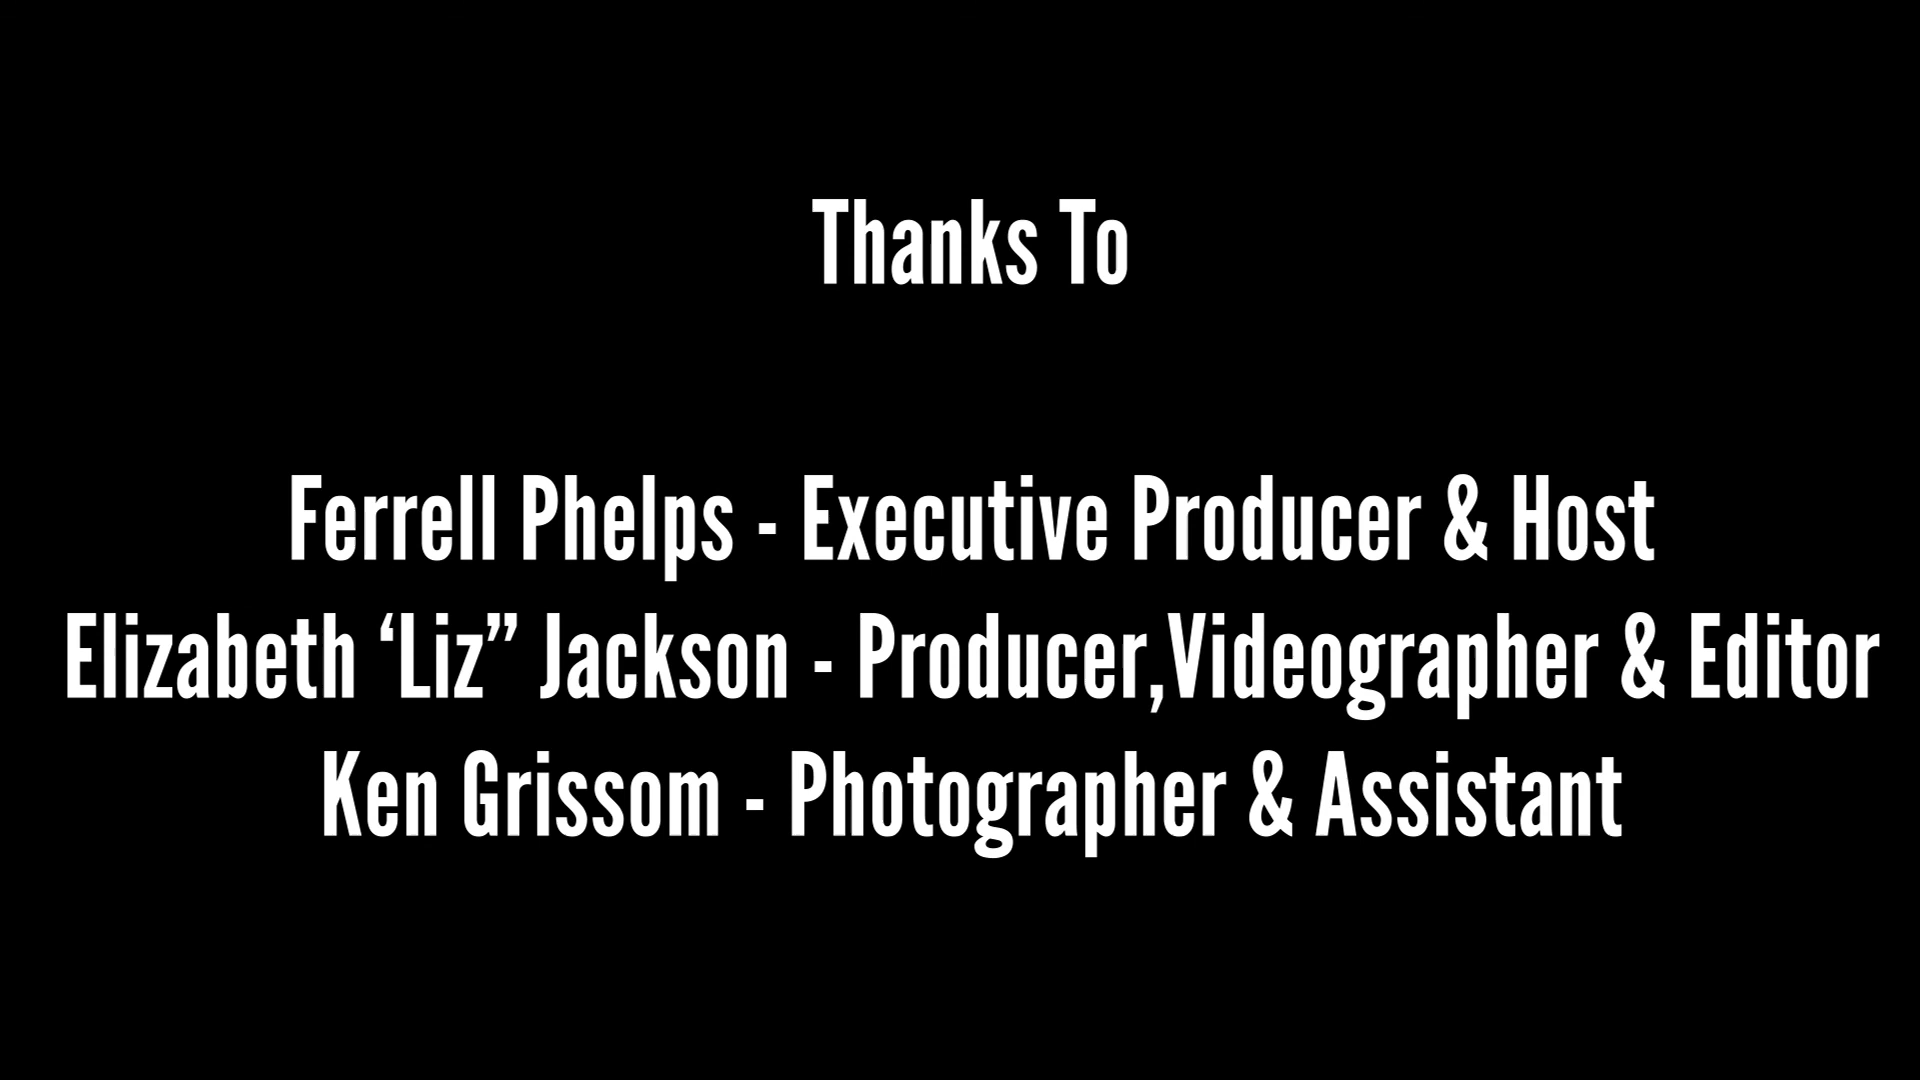 Thanks To
Ferrell Phelps - Executive Producer & Host
Elizabeth ‘Liz” Jackson - Producer,Videographer & Editor
Ken Grissom - Photographer & Assistant